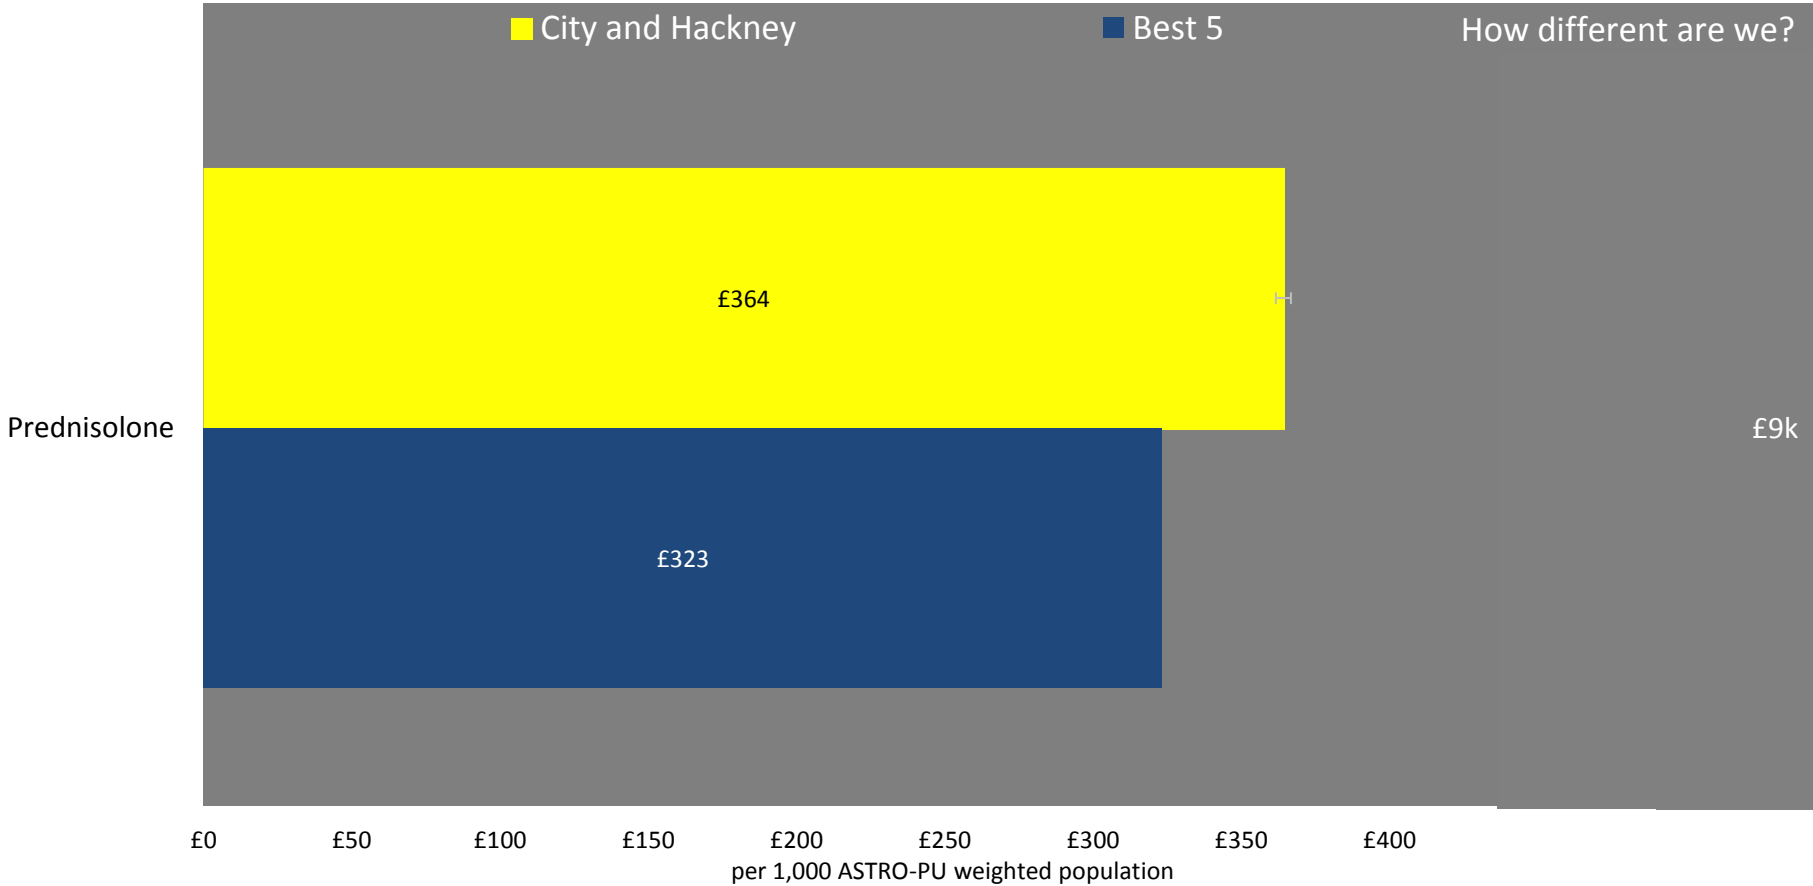 City and Hackney Best 5 How different are we?
£364
Prednisolone £9k
£323
£0 £50 £100 £150 £200 £250 £300 £350 £400
per 1,000 ASTRO-PU weighted population